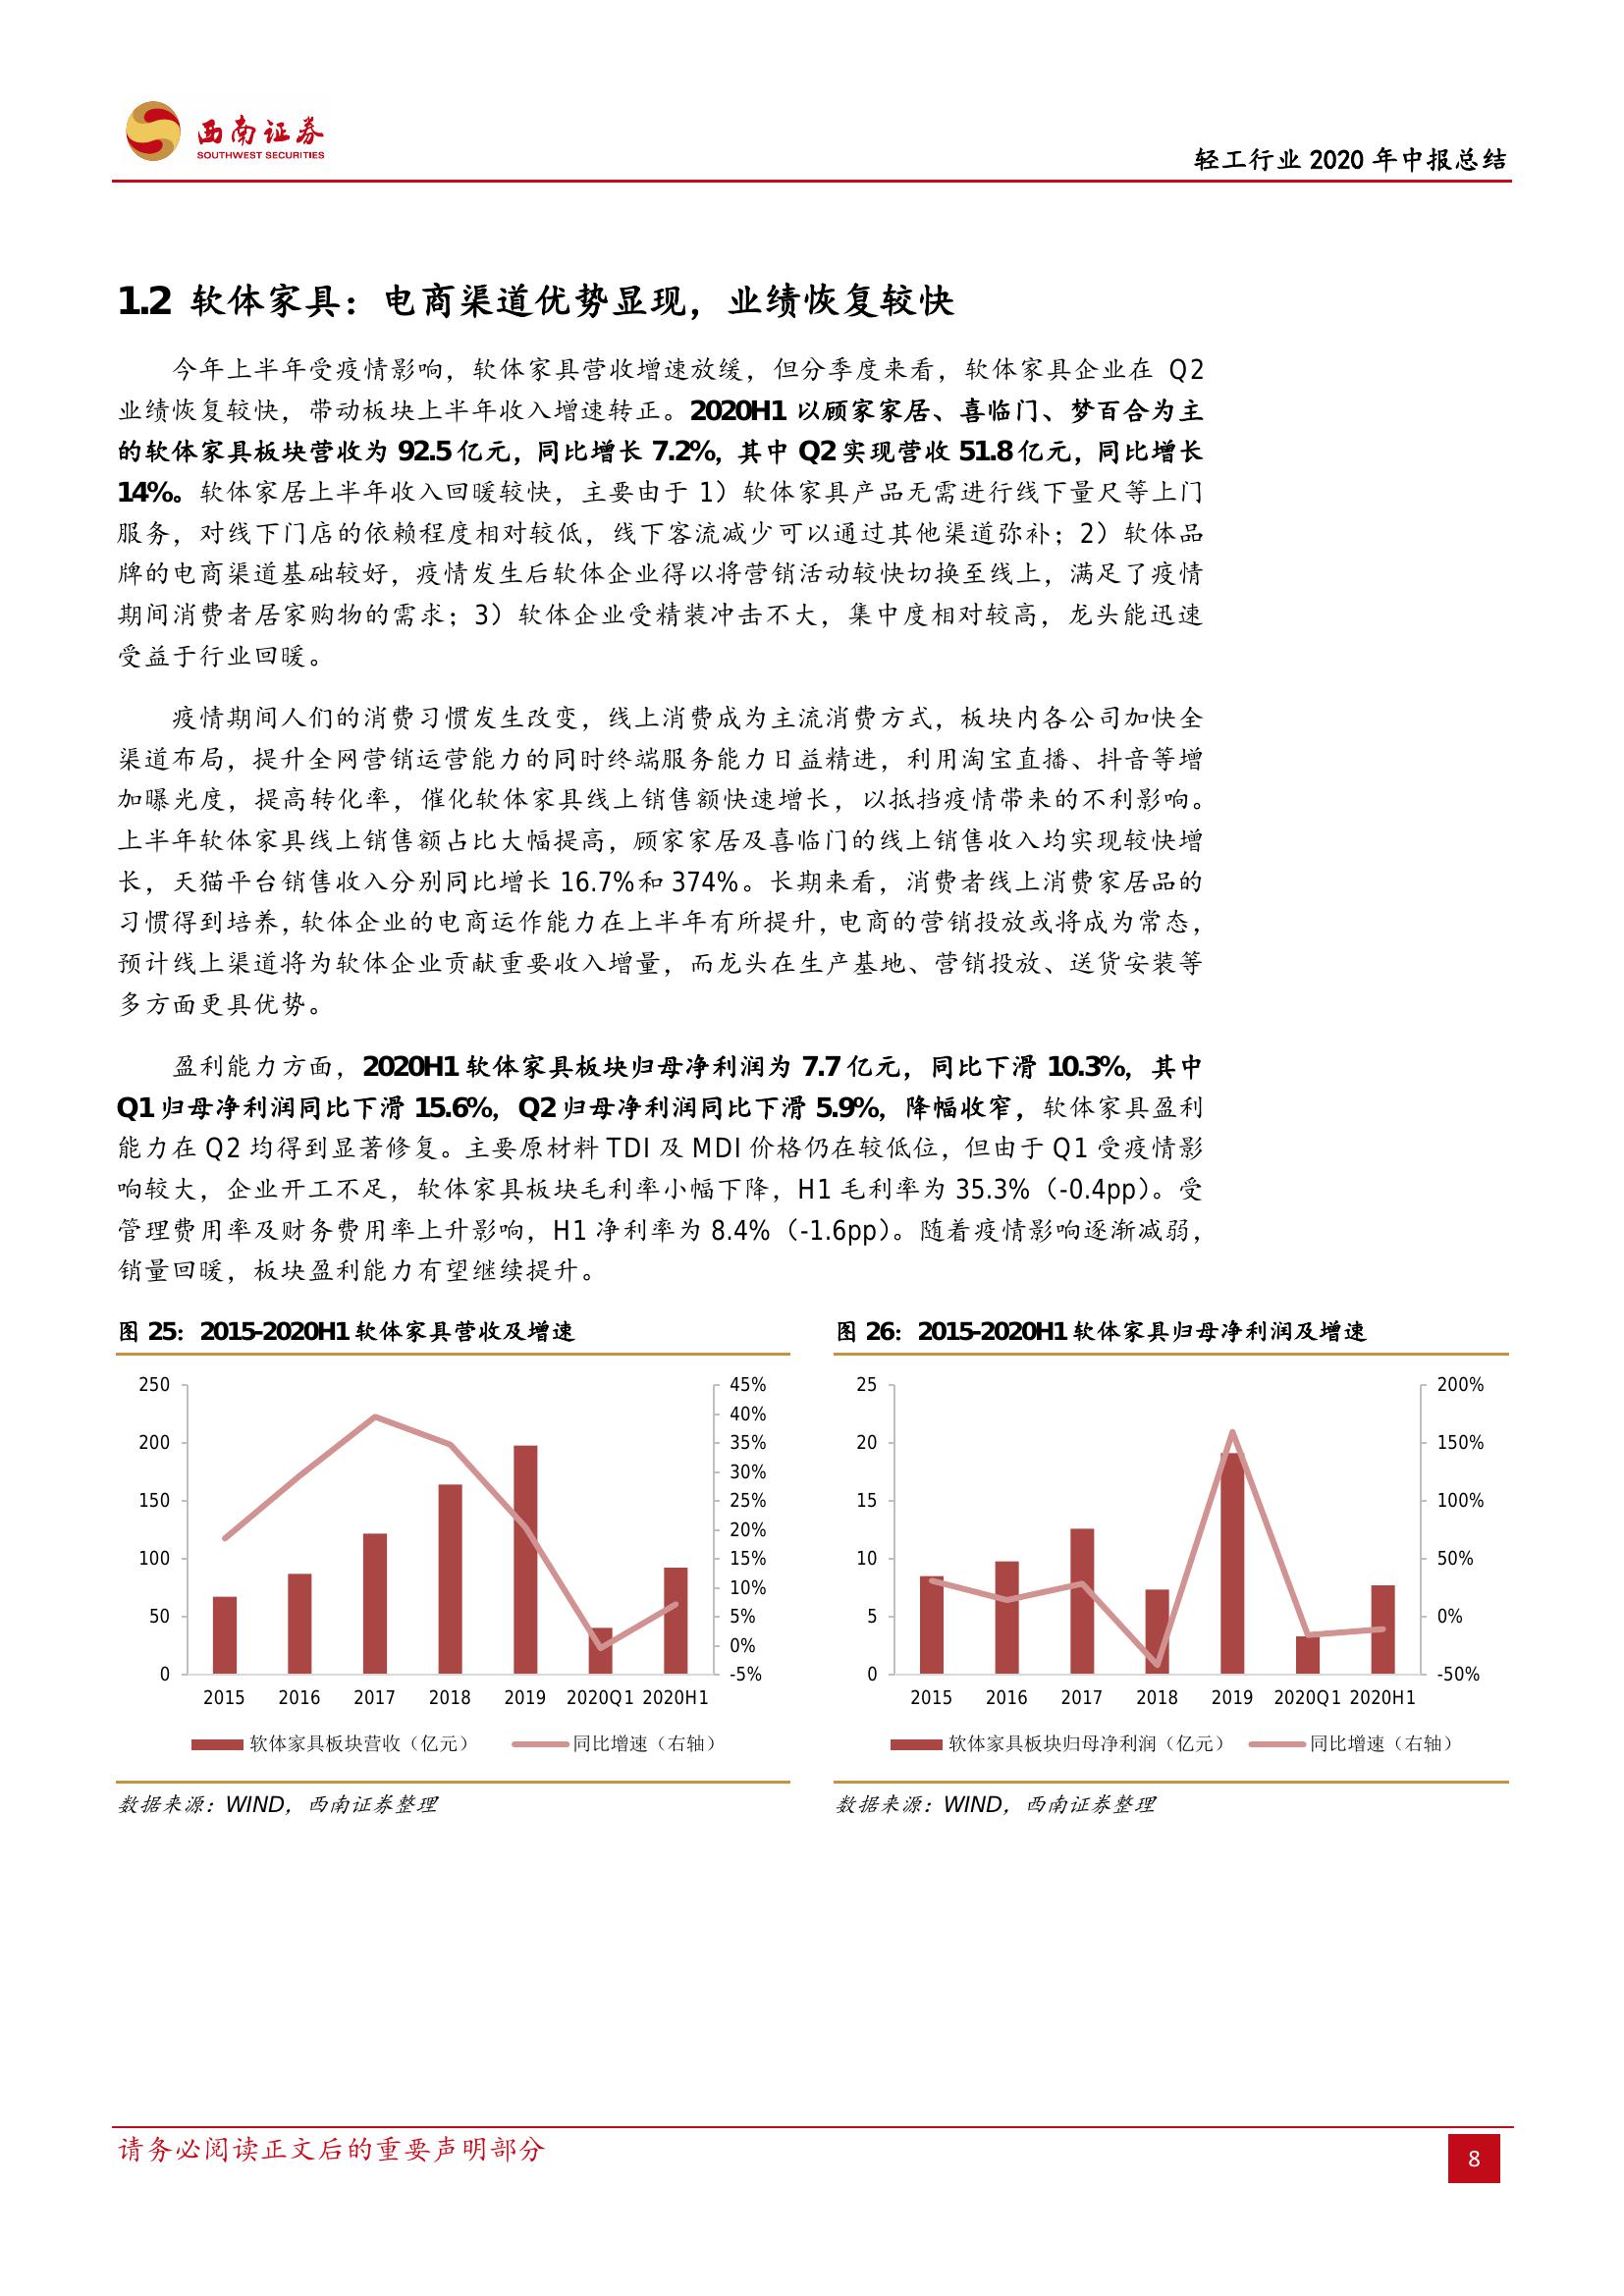 西南证券
SOUTHWEST SECURITIES
轻工行业 2020 年中报总结
1.2 软体家具：电商渠道优势显现，业绩恢复较快
今年上半年受疫情影响，软体家具营收增速放缓，但分季度来看，软体家具企业在 Q2
业绩恢复较快，带动板块上半年收入增速转正。2020H1 以顾家家居、喜临门、梦百合为主
的软体家具板块营收为 92.5 亿元，同比增长 7.2%，其中 Q2 实现营收 51.8 亿元，同比增长
14%。软体家居上半年收入回暖较快，主要由于 1）软体家具产品无需进行线下量尺等上门
服务，对线下门店的依赖程度相对较低，线下客流减少可以通过其他渠道弥补；2）软体品
牌的电商渠道基础较好，疫情发生后软体企业得以将营销活动较快切换至线上，满足了疫情
期间消费者居家购物的需求；3）软体企业受精装冲击不大，集中度相对较高，龙头能迅速
受益于行业回暖。
疫情期间人们的消费习惯发生改变，线上消费成为主流消费方式，板块内各公司加快全
渠道布局，提升全网营销运营能力的同时终端服务能力日益精进，利用淘宝直播、抖音等增
加曝光度，提高转化率，催化软体家具线上销售额快速增长，以抵挡疫情带来的不利影响。
上半年软体家具线上销售额占比大幅提高，顾家家居及喜临门的线上销售收入均实现较快增
长，天猫平台销售收入分别同比增长 16.7%和 374%。长期来看，消费者线上消费家居品的
习惯得到培养，软体企业的电商运作能力在上半年有所提升，电商的营销投放或将成为常态，
预计线上渠道将为软体企业贡献重要收入增量，而龙头在生产基地、营销投放、送货安装等
多方面更具优势。
盈利能力方面，2020H1 软体家具板块归母净利润为 7.7 亿元，同比下滑 10.3%，其中
Q1 归母净利润同比下滑 15.6%，Q2 归母净利润同比下滑 5.9%，降幅收窄，软体家具盈利
能力在 Q2 均得到显著修复。主要原材料 TDI 及 MDI 价格仍在较低位，但由于 Q1 受疫情影
响较大，企业开工不足，软体家具板块毛利率小幅下降，H1 毛利率为 35.3%（-0.4pp）。受
管理费用率及财务费用率上升影响，H1 净利率为 8.4%（-1.6pp）。随着疫情影响逐渐减弱，
销量回暖，板块盈利能力有望继续提升。
图 25：2015-2020H1 软体家具营收及增速
250
200
150
100
50
0
45%
40%
35%
30%
25%
20%
15%
10%
5%
0%
-5%
2015 2016 2017 2018 2019 2020Q1 2020H1
软体家具板块营收（亿元） 同比增速（右轴）
数据来源：WIND，西南证券整理
图 26：2015-2020H1 软体家具归母净利润及增速
25
20
15
10
5
0
200%
150%
100%
50%
0%
-50%
2015 2016 2017 2018 2019 2020Q1 2020H1
软体家具板块归母净利润（亿元） 同比增速（右轴）
数据来源：WIND，西南证券整理
请务必阅读正文后的重要声明部分
8